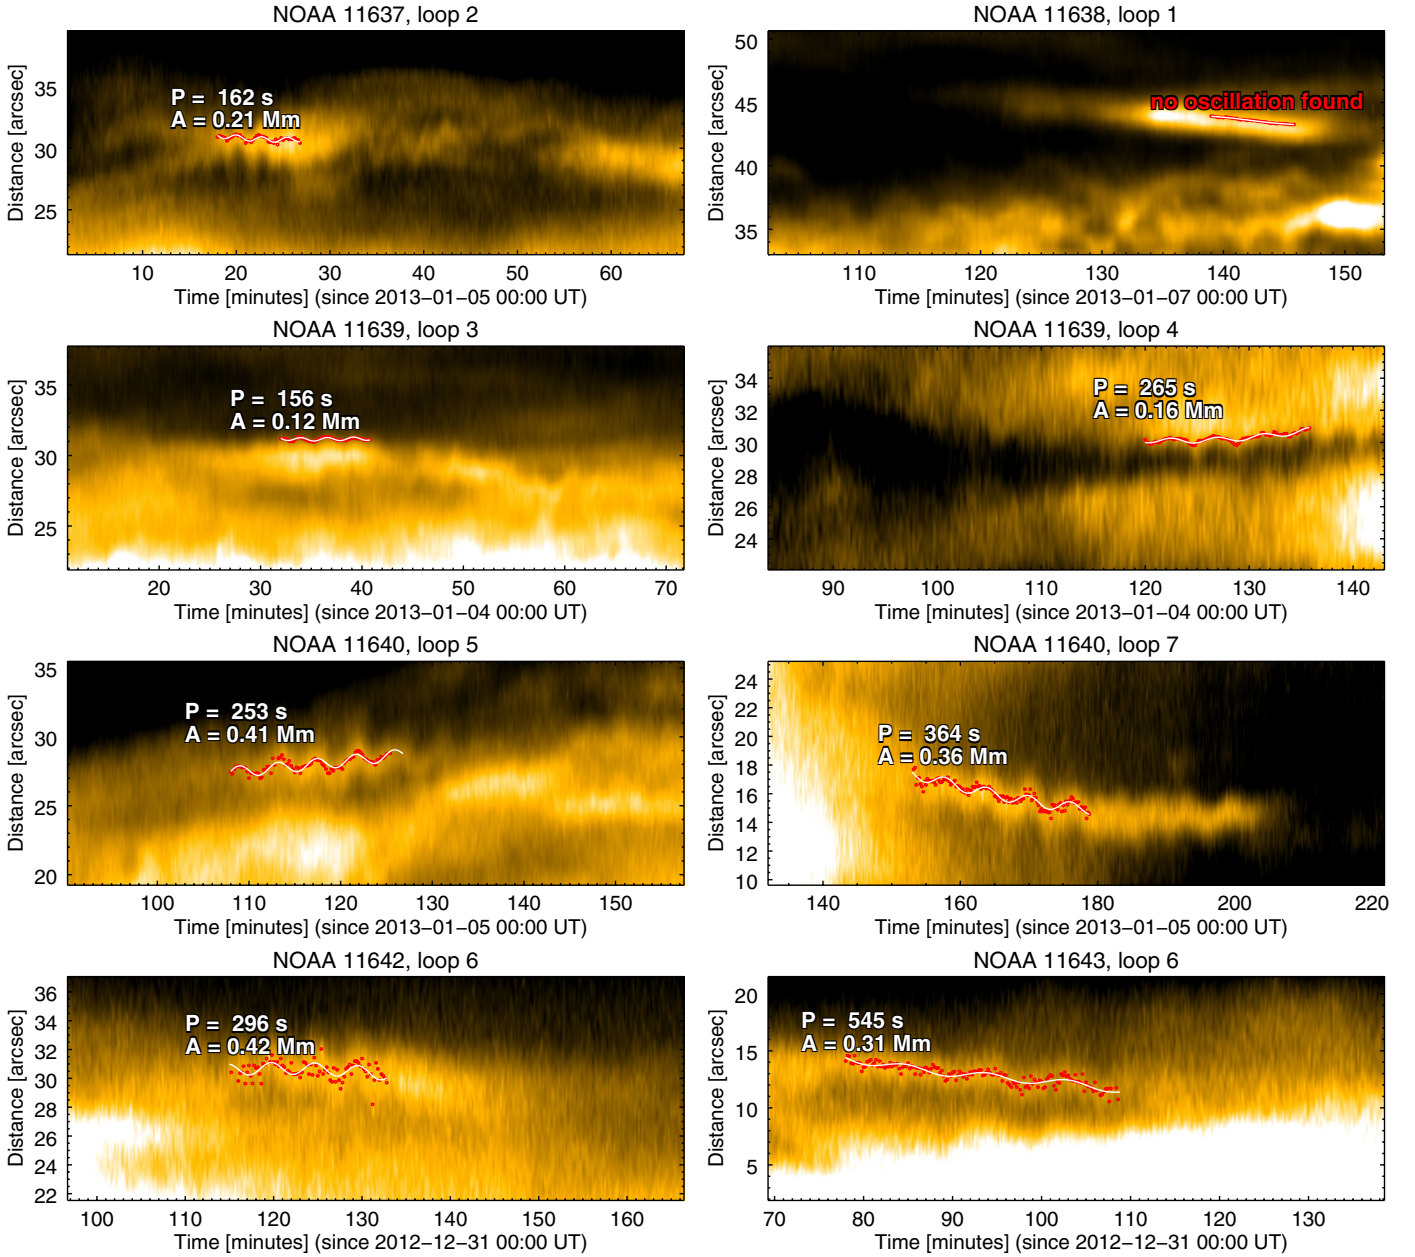 NOAA 11637, loop 2
Distance [arcsec]
35
30
25
P = 162 s
A = 0.21 Mm
10 20 30 40 50 60
Time [minutes] (since 2013−01−05 00:00 UT)
NOAA 11638, loop 1
Distance [arcsec]
50
45
40
35
no oscillation found
110 120 130 140 150
Time [minutes] (since 2013−01−07 00:00 UT)
NOAA 11639, loop 3
Distance [arcsec]
35
30
25
P = 156 s
A = 0.12 Mm
20 30 40 50 60 70
Time [minutes] (since 2013−01−04 00:00 UT)
NOAA 11639, loop 4
Distance [arcsec]
34
32
30
28
26
24
P = 265 s
A = 0.16 Mm
90 100 110 120 130 140
Time [minutes] (since 2013−01−04 00:00 UT)
NOAA 11640, loop 5
Distance [arcsec]
35
30
25
20
P = 253 s
A = 0.41 Mm
100 110 120 130 140 150
Time [minutes] (since 2013−01−05 00:00 UT)
NOAA 11640, loop 7
Distance [arcsec]
24
22
20
18
16
14
12
10
P = 364 s
A = 0.36 Mm
140 160 180 200 220
Time [minutes] (since 2013−01−05 00:00 UT)
NOAA 11642, loop 6
Distance [arcsec]
36
34
32
30
28
26
24
22
P = 296 s
A = 0.42 Mm
100 110 120 130 140 150 160
Time [minutes] (since 2012−12−31 00:00 UT)
NOAA 11643, loop 6
Distance [arcsec]
20
15
10
5
P = 545 s
A = 0.31 Mm
70 80 90 100 110 120 130
Time [minutes] (since 2012−12−31 00:00 UT)